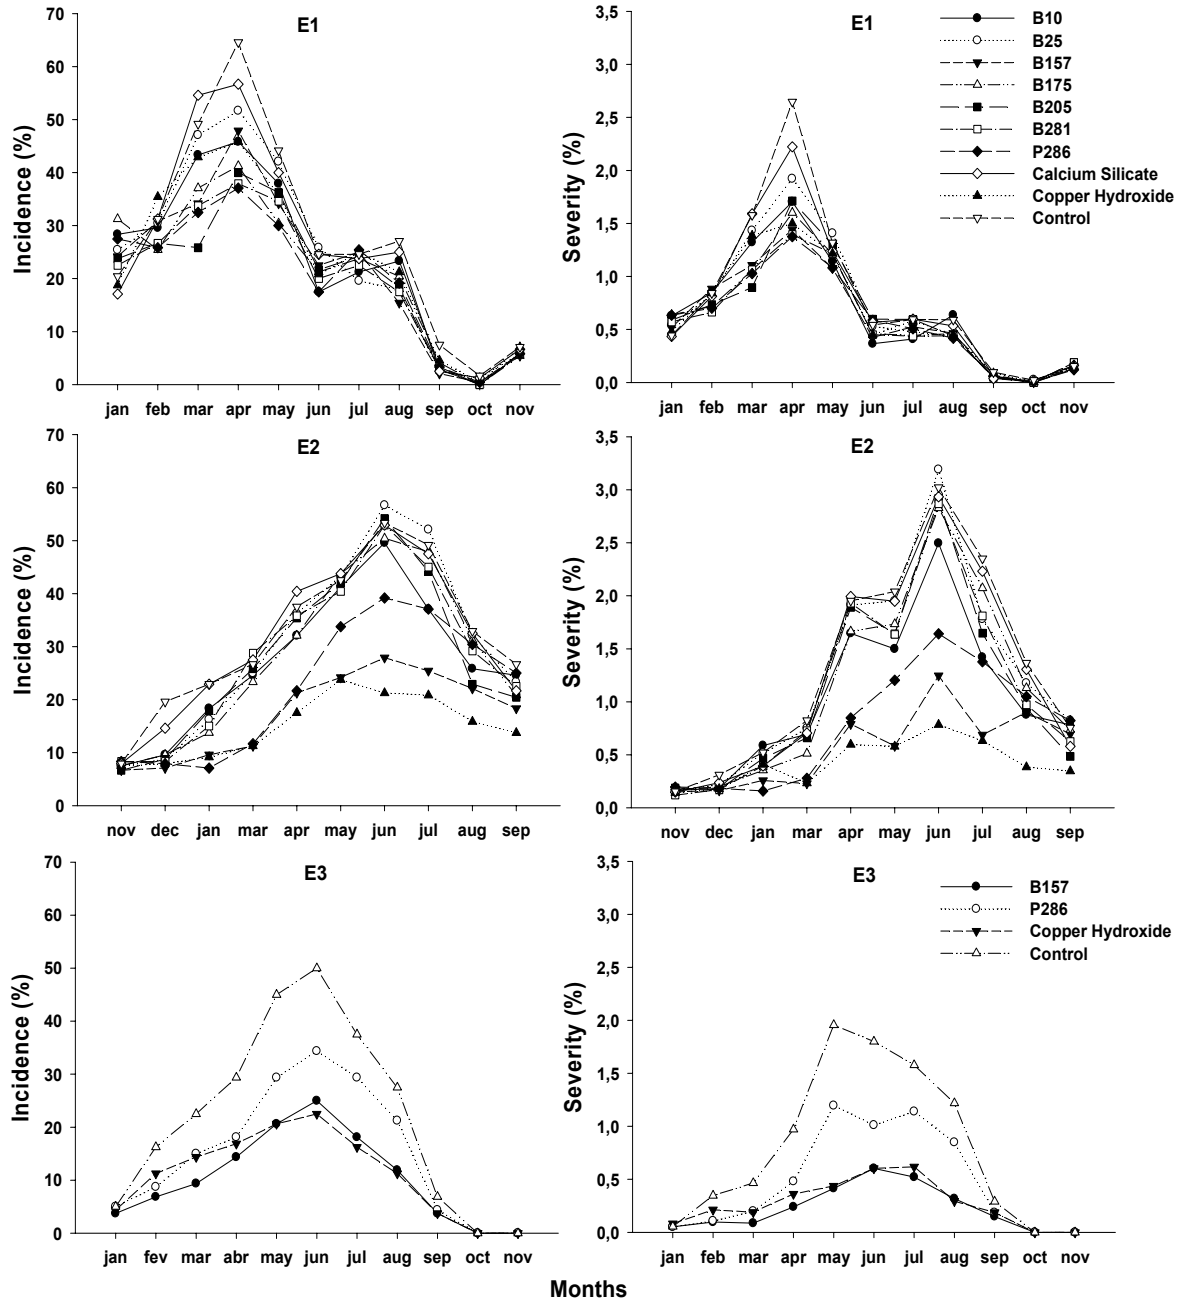 E1
Incidence (%)
70
60
50
40
30
20
10
0
jan feb mar apr may jun jul aug sep oct nov
E1
Severity (%)
3,5
3,0
2,5
2,0
1,5
1,0
0,5
0,0
jan feb mar apr may jun jul aug sep oct nov
B10
B25
B157
B175
B205
B281
P286
Calcium Silicate
Copper Hydroxide
Control
E2
Incidence (%)
70
60
50
40
30
20
10
0
nov dec jan mar apr may jun jul aug sep
E2
Severity (%)
3,5
3,0
2,5
2,0
1,5
1,0
0,5
0,0
nov dec jan mar apr may jun jul aug sep
E3
Incidence (%)
70
60
50
40
30
20
10
0
jan fev mar abr may jun jul aug sep oct nov
E3
Severity (%)
3,5
3,0
2,5
2,0
1,5
1,0
0,5
0,0
jan feb mar apr may jun jul aug sep oct nov
B157
P286
Copper Hydroxide
Control
Months